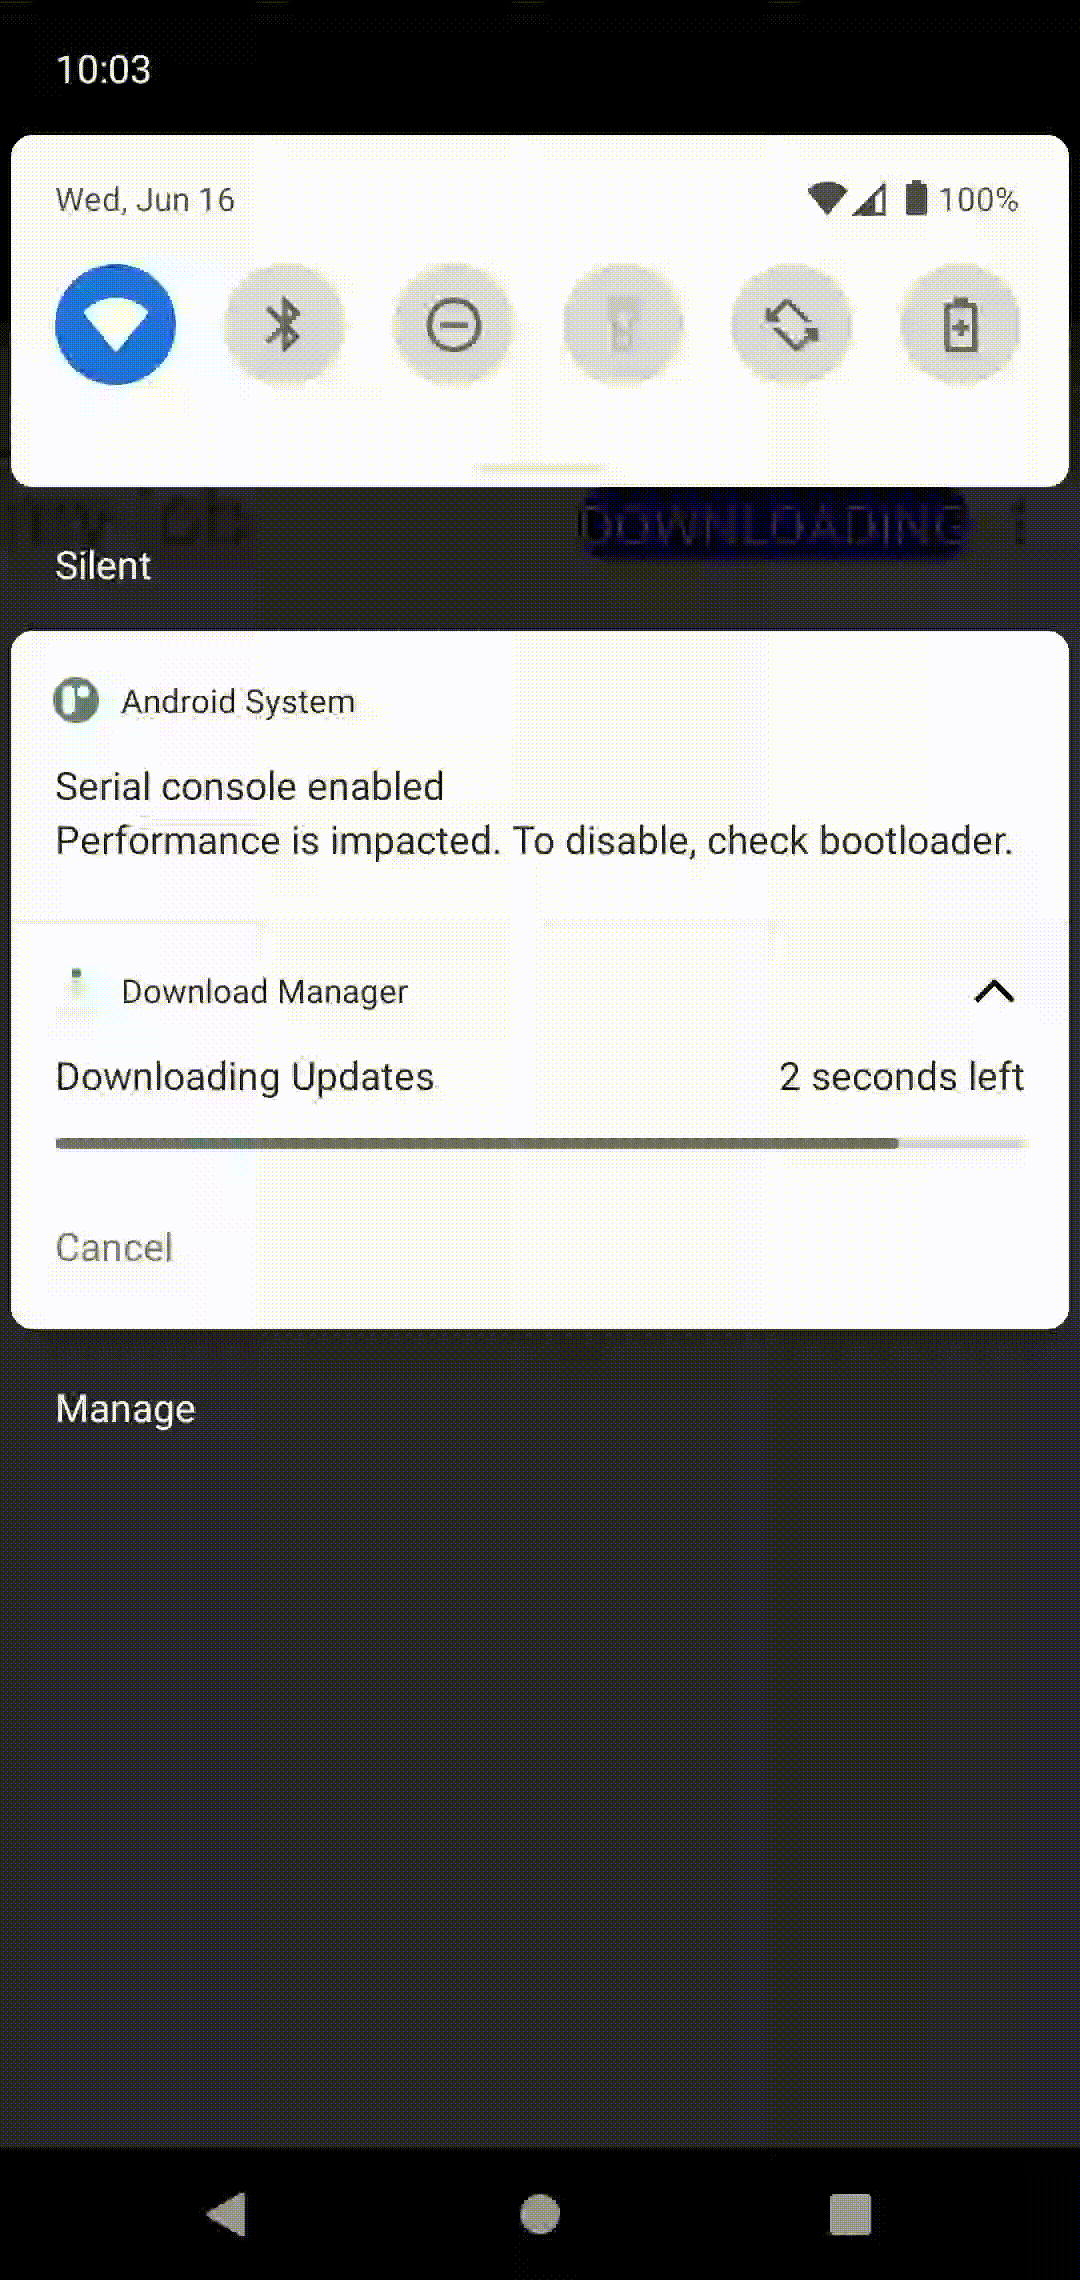 10:03
Wed, Jun 16
100%
DOWNLOADING
Silent
Android System
Serial console enabled
Performance is impacted. To disable, check bootloader.
Download Manager
Downloading Updates
2 seconds left
Cancel
Manage